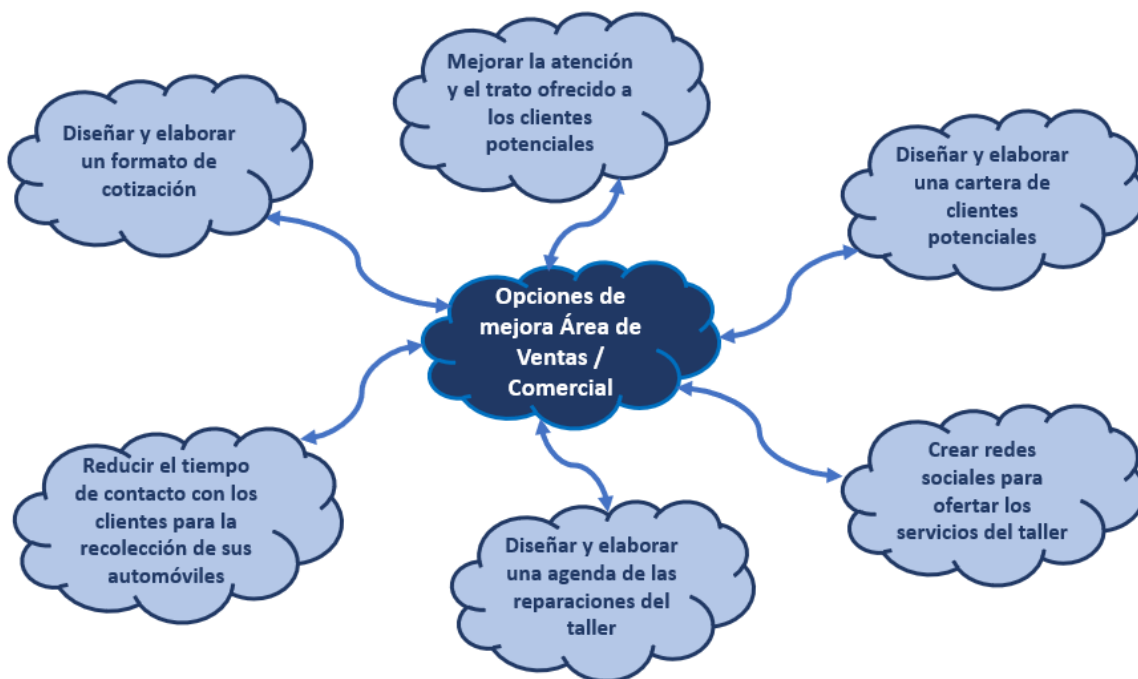 Mejorar la atención
y el trato ofrecido a
los clientes
potenciales
Diseñar y elaborar
un formato de
cotización
Diseñar y elaborar
una cartera de
clientes
potenciales
Opciones de
mejora Área de
Ventas /
Comercial
Reducir el tiempo
de contacto con los
clientes para la
recolección de sus
automóviles
Crear redes
sociales para
ofertar los
servicios del taller
Diseñar y elaborar
una agenda de las
reparaciones del
taller